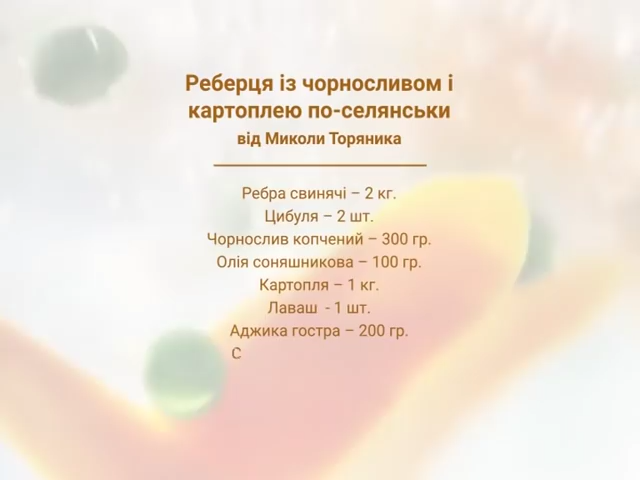 Реберця із чорносливом і
картоплею по-селянськи
від Миколи Торяника
Ребра свинячі – 2 кг.
Цибуля – 2 шт.
Чорнослив копчений – 300 гр.
Олія соняшникова – 100 гр.
Картопля – 1 кг.
Лаваш - 1 шт.
Аджика гостра – 200 гр.
С